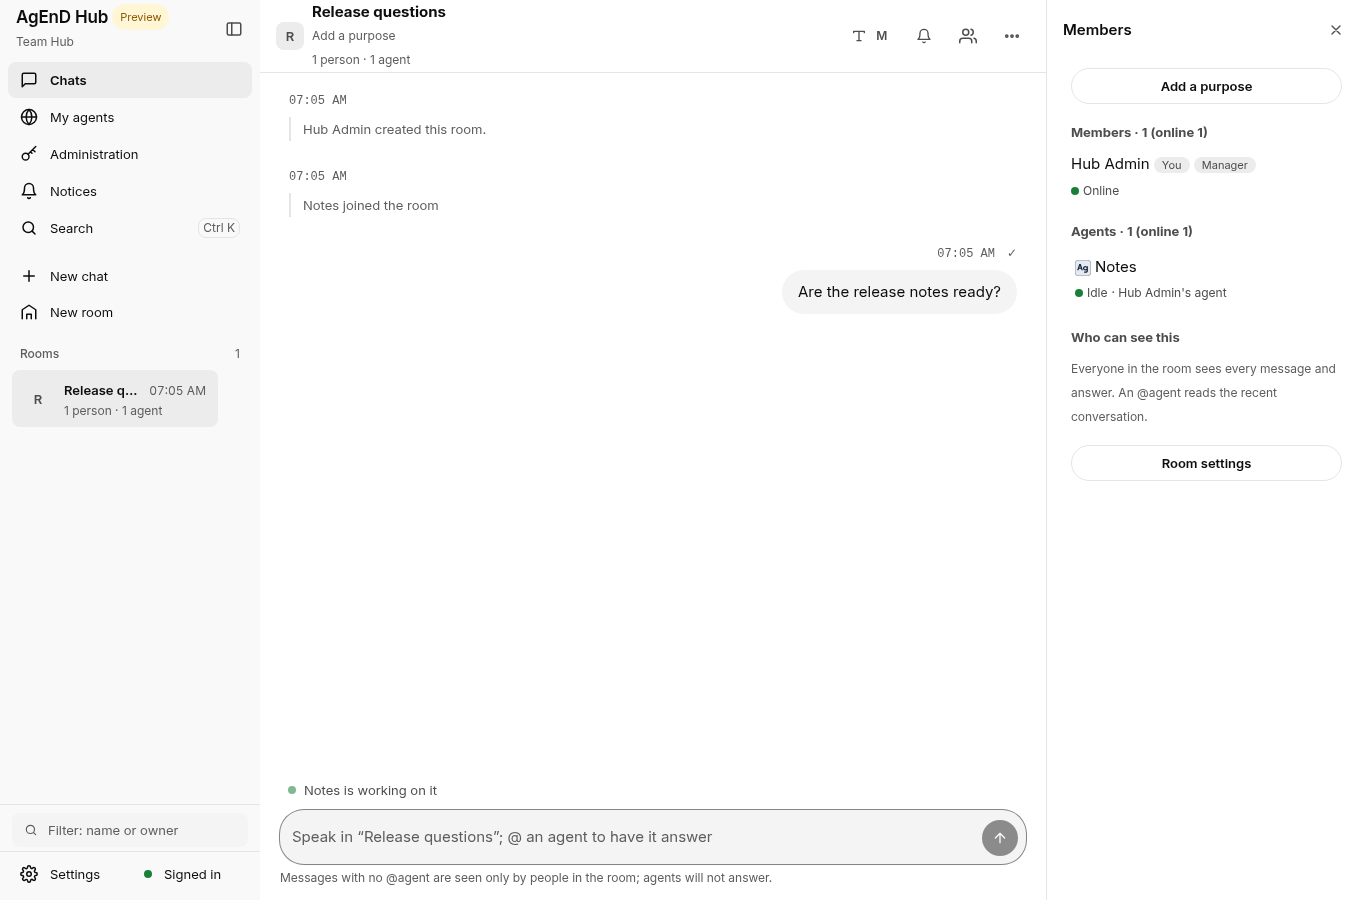 AgEnD Hub Preview
Team Hub
Chats
My agents
Administration
Notices
Search Ctrl K
New chat
New room
Rooms 1
R Release q... 07:05 AM
1 person · 1 agent
Filter: name or owner
Settings Signed in
R Release questions
Add a purpose
1 person · 1 agent
T M
07:05 AM
Hub Admin created this room.
07:05 AM
Notes joined the room
07:05 AM ✓
Are the release notes ready?
Notes is working on it
Speak in “Release questions”; @ an agent to have it answer
Messages with no @agent are seen only by people in the room; agents will not answer.
Members
Add a purpose
Members · 1 (online 1)
Hub Admin You Manager
Online
Agents · 1 (online 1)
Ag Notes
Idle · Hub Admin's agent
Who can see this
Everyone in the room sees every message and
answer. An @agent reads the recent
conversation.
Room settings